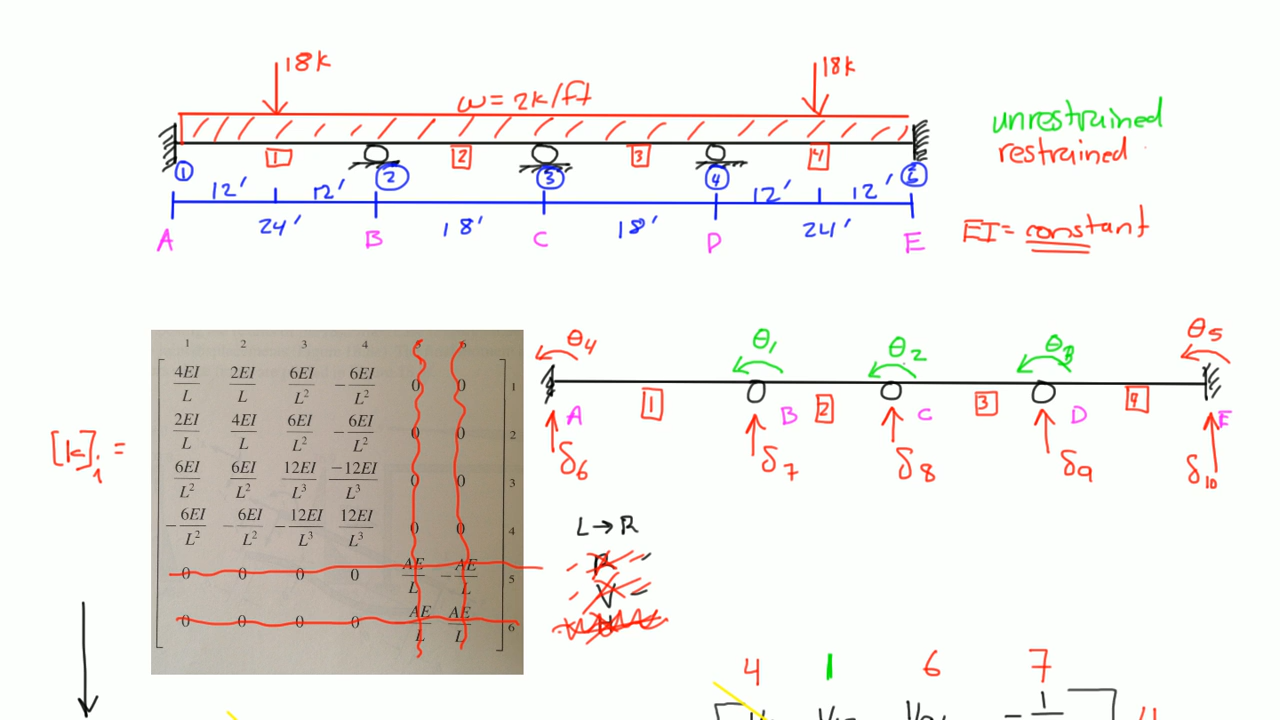 18k
18k
w = 2k/ft
unrestrained
restrained
1 2 3 4
1 2 3 4 5
12' 12' 12' 12'
24' 18' 18' 24'
A B C D E
EI = constant
1 2 3 4 5 6
4EI/L 2EI/L 6EI/L² -6EI/L² 0 0 1
2EI/L 4EI/L 6EI/L² -6EI/L² 0 0 2
[k]₁ =
6EI/L² 6EI/L² 12EI/L³ -12EI/L³ 0 0 3
-6EI/L² -6EI/L² -12EI/L³ 12EI/L³ 0 0 4
0 0 0 0 AE/L -AE/L 5
0 0 0 0 AE/L AE/L 6
θ4 θ1 θ2 θ3 θ5
1 A B 2 C 3 D 4 E
δ6 δ7 δ8 δ9 δ10
L→R
R
V
4 1 6 7